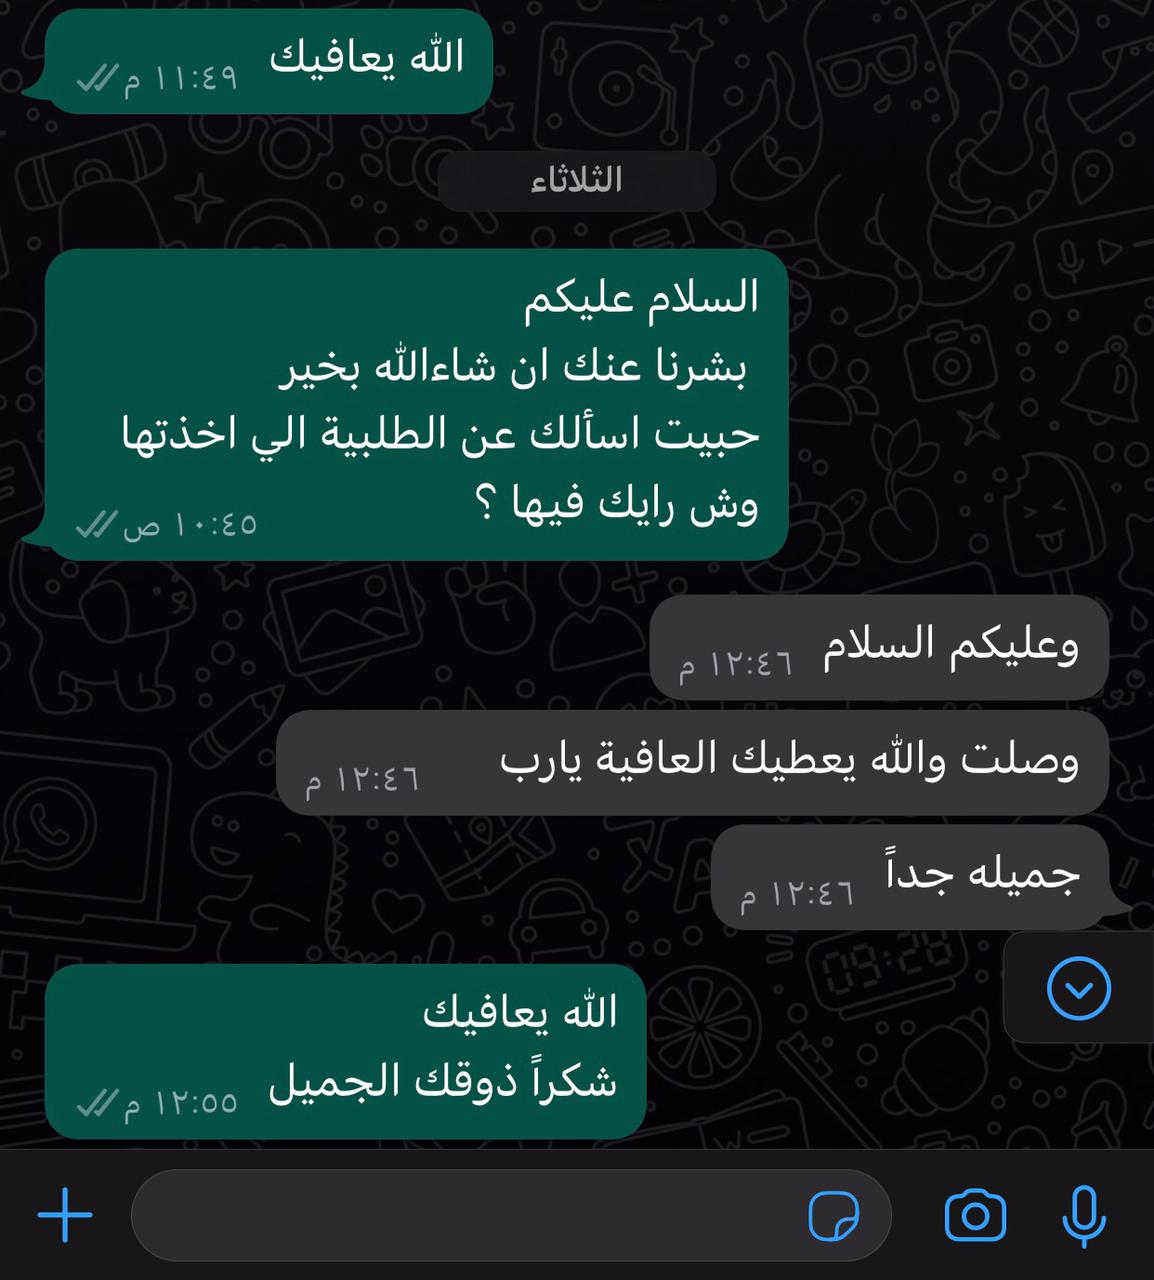 الله يعافيك
١١:٤٩ م
الثلاثاء
السلام عليكم
بشرنا عنك ان شاءالله بخير
حبيت اسألك عن الطلبية الي اخذتها
وش رايك فيها ؟
١٠:٤٥ ص
وعليكم السلام
١٢:٤٦ م
وصلت والله يعطيك العافية يارب
١٢:٤٦ م
جميله جداً
١٢:٤٦ م
09:28
الله يعافيك
شكراً ذوقك الجميل
١٢:٥٥ م